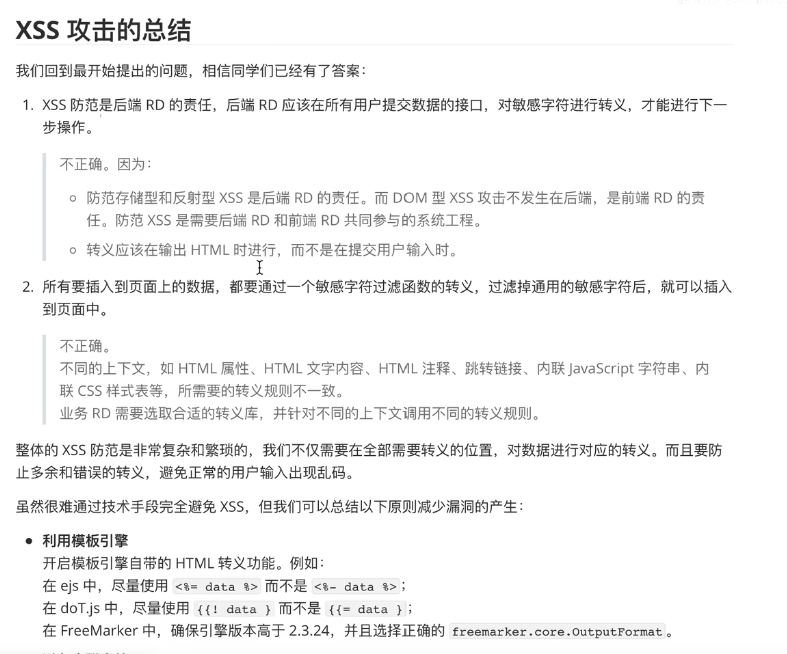 XSS 攻击的总结
我们回到最开始提出的问题，相信同学们已经有了答案：
1. XSS 防范是后端 RD 的责任，后端 RD 应该在所有用户提交数据的接口，对敏感字符进行转义，才能进行下一
步操作。
不正确。因为：
防范存储型和反射型 XSS 是后端 RD 的责任。而 DOM 型 XSS 攻击不发生在后端，是前端 RD 的责
任。防范 XSS 是需要后端 RD 和前端 RD 共同参与的系统工程。
转义应该在输出 HTML 时进行，而不是在提交用户输入时。
2. 所有要插入到页面上的数据，都要通过一个敏感字符过滤函数的转义，过滤掉通用的敏感字符后，就可以插入
到页面中。
不正确。
不同的上下文，如 HTML 属性、HTML 文字内容、HTML 注释、跳转链接、内联 JavaScript 字符串、内
联 CSS 样式表等，所需要的转义规则不一致。
业务 RD 需要选取合适的转义库，并针对不同的上下文调用不同的转义规则。
整体的 XSS 防范是非常复杂和繁琐的，我们不仅需要在全部需要转义的位置，对数据进行对应的转义。而且要防
止多余和错误的转义，避免正常的用户输入出现乱码。
虽然很难通过技术手段完全避免 XSS，但我们可以总结以下原则减少漏洞的产生：
利用模板引擎
开启模板引擎自带的 HTML 转义功能。例如：
在 ejs 中，尽量使用 <%= data %> 而不是 <%- data %>；
在 doT.js 中，尽量使用 {{! data } 而不是 {{= data }；
在 FreeMarker 中，确保引擎版本高于 2.3.24，并且选择正确的 freemarker.core.OutputFormat。